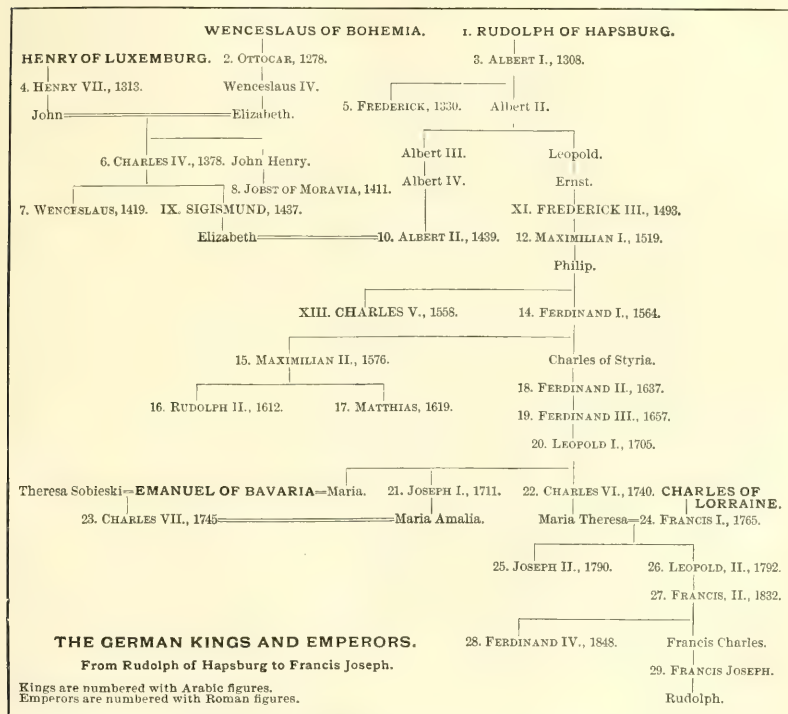 WENCESLAUS OF BOHEMIA. 1. RUDOLPH OF HAPSBURG.
HENRY OF LUXEMBURG. 2. OTTOCAR, 1278. 3. ALBERT I., 1308.
4. HENRY VII., 1313. Wenceslaus IV.
5. FREDERICK, 1330. Albert II.
John Elizabeth.
Albert III. Leopold.
6. CHARLES IV., 1378. John Henry.
Albert IV. Ernst.
8. JOBST OF MORAVIA, 1411.
7. WENCESLAUS, 1419. IX. SIGISMUND, 1437. XI. FREDERICK III., 1493.
Elizabeth 10. ALBERT II., 1439. 12. MAXIMILIAN I., 1519.
Philip.
XIII. CHARLES V., 1558. 14. FERDINAND I., 1564.
15. MAXIMILIAN II., 1576. Charles of Styria.
18. FERDINAND II., 1637.
16. RUDOLPH II., 1612. 17. MATTHIAS, 1619.
19. FERDINAND III., 1657.
20. LEOPOLD I., 1705.
Theresa Sobieski=EMANUEL OF BAVARIA=Maria. 21. JOSEPH I., 1711. 22. CHARLES VI., 1740. CHARLES OF
LORRAINE.
23. CHARLES VII., 1745 Maria Amalia. Maria Theresa=24. FRANCIS I., 1765.
25. JOSEPH II., 1790. 26. LEOPOLD, II., 1792.
27. FRANCIS, II., 1832.
THE GERMAN KINGS AND EMPERORS. 28. FERDINAND IV., 1848. Francis Charles.
From Rudolph of Hapsburg to Francis Joseph.
29. FRANCIS JOSEPH.
Kings are numbered with Arabic figures.
Emperors are numbered with Roman figures. Rudolph.